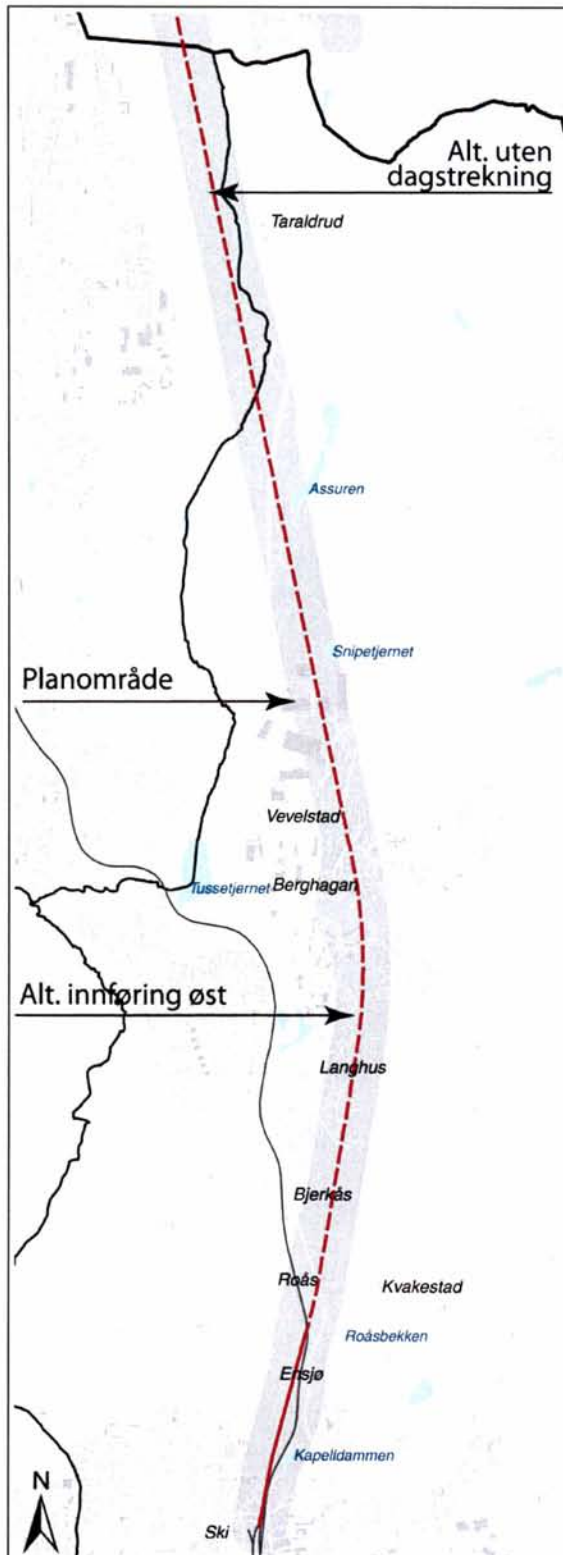 Alt. uten
dagstrekning
Taraldrud
Assuren
Snipetjernet
Planområde
Vevelstad
Tussetjernet
Berghagan
Alt. innføring øst
Langhus
Bjerkås
Roås
Kvakestad
Roåsbekken
Ensjø
Kapelldammen
N
Ski